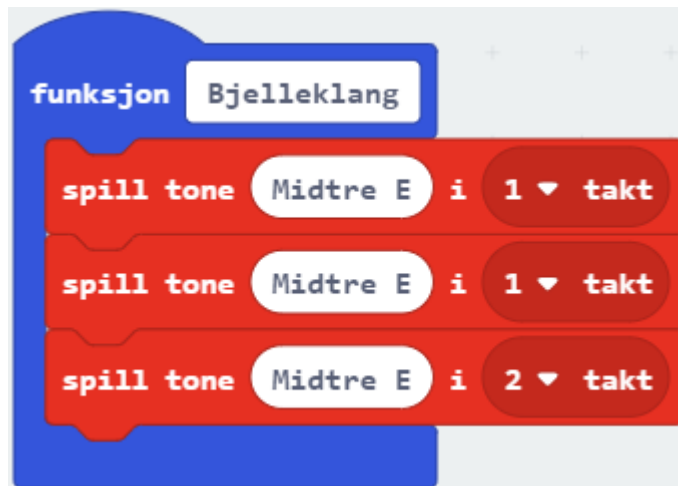 funksjon Bjelleklang
spill tone Midtre E i 1 takt
spill tone Midtre E i 1 takt
spill tone Midtre E i 2 takt